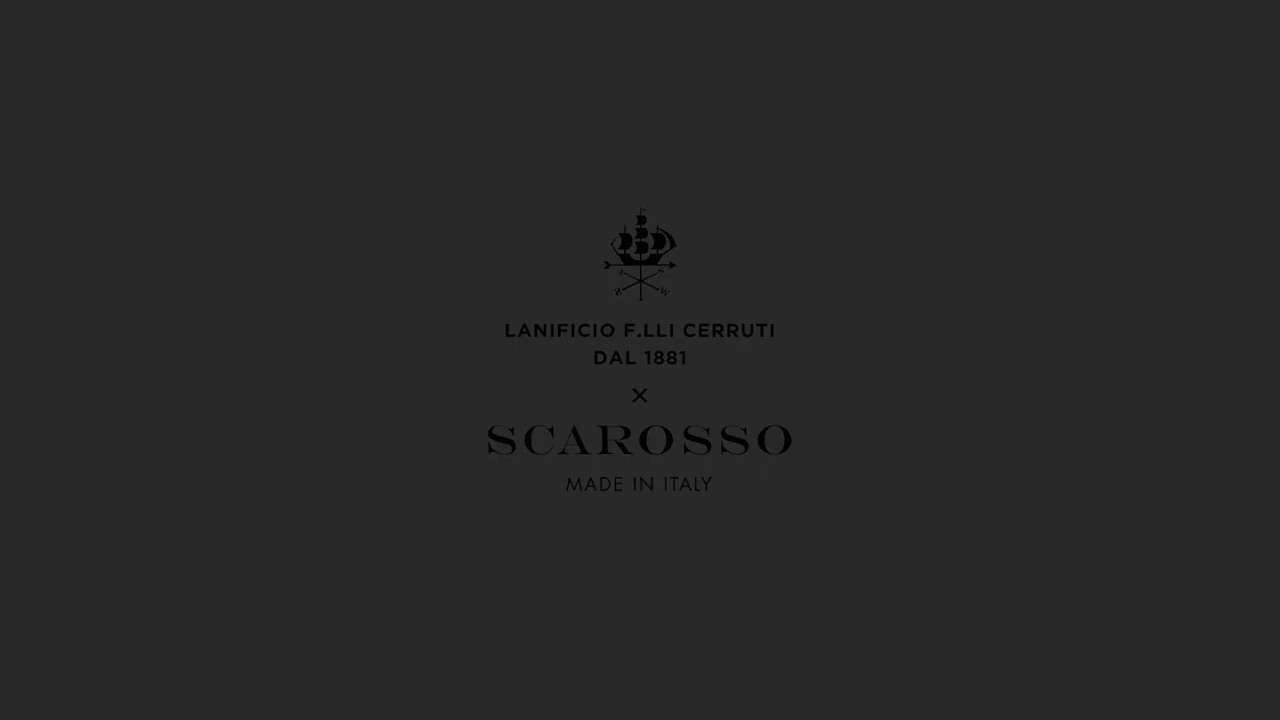 LANIFICIO F.LLI CERRUTI
DAL 1881
×
SCAROSSO
MADE IN ITALY